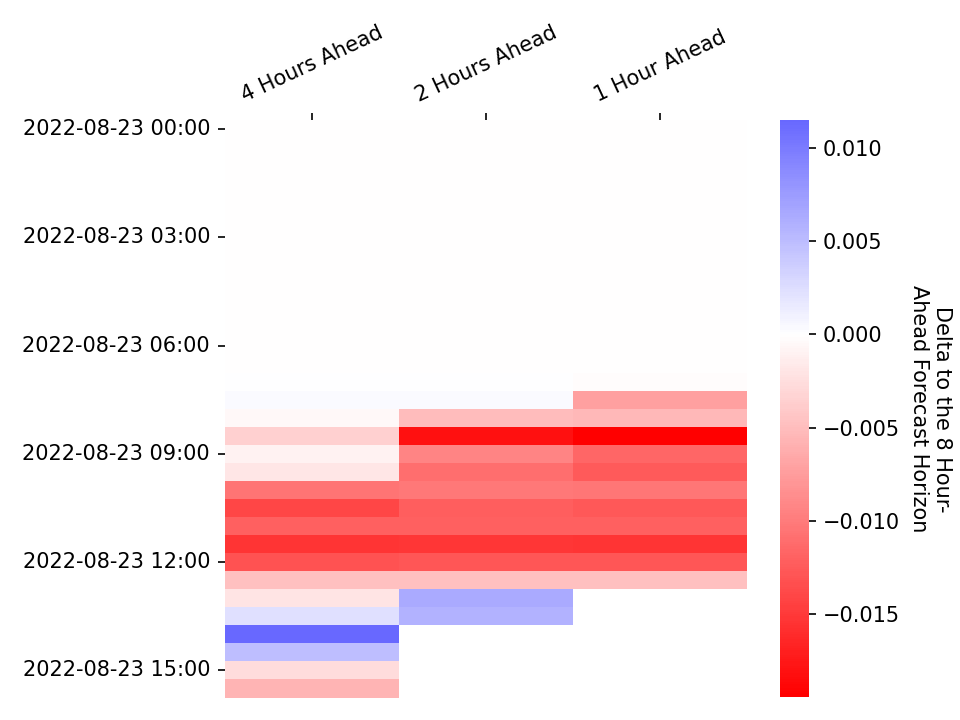 4 Hours Ahead
2 Hours Ahead
1 Hour Ahead
2022-08-23 00:00
2022-08-23 03:00
2022-08-23 06:00
2022-08-23 09:00
2022-08-23 12:00
2022-08-23 15:00
0.010
0.005
0.000
−0.005
−0.010
−0.015
Delta to the 8 Hour-
Ahead Forecast Horizon